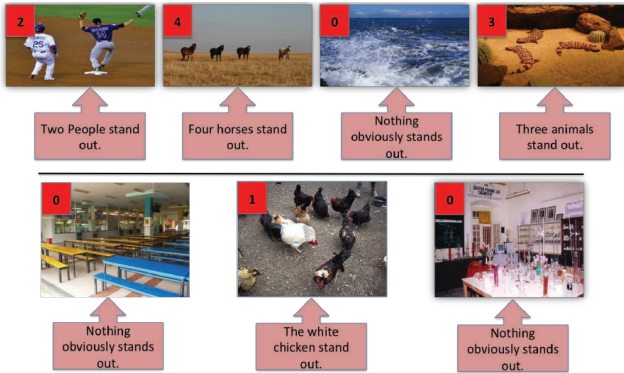 2
4
0
3
25
Two People stand
out.
Four horses stand
out.
Nothing
obviously stands
out.
Three animals
stand out.
0
1
0
Nothing
obviously stands
out.
The white
chicken stand
out.
Nothing
obviously stands
out.